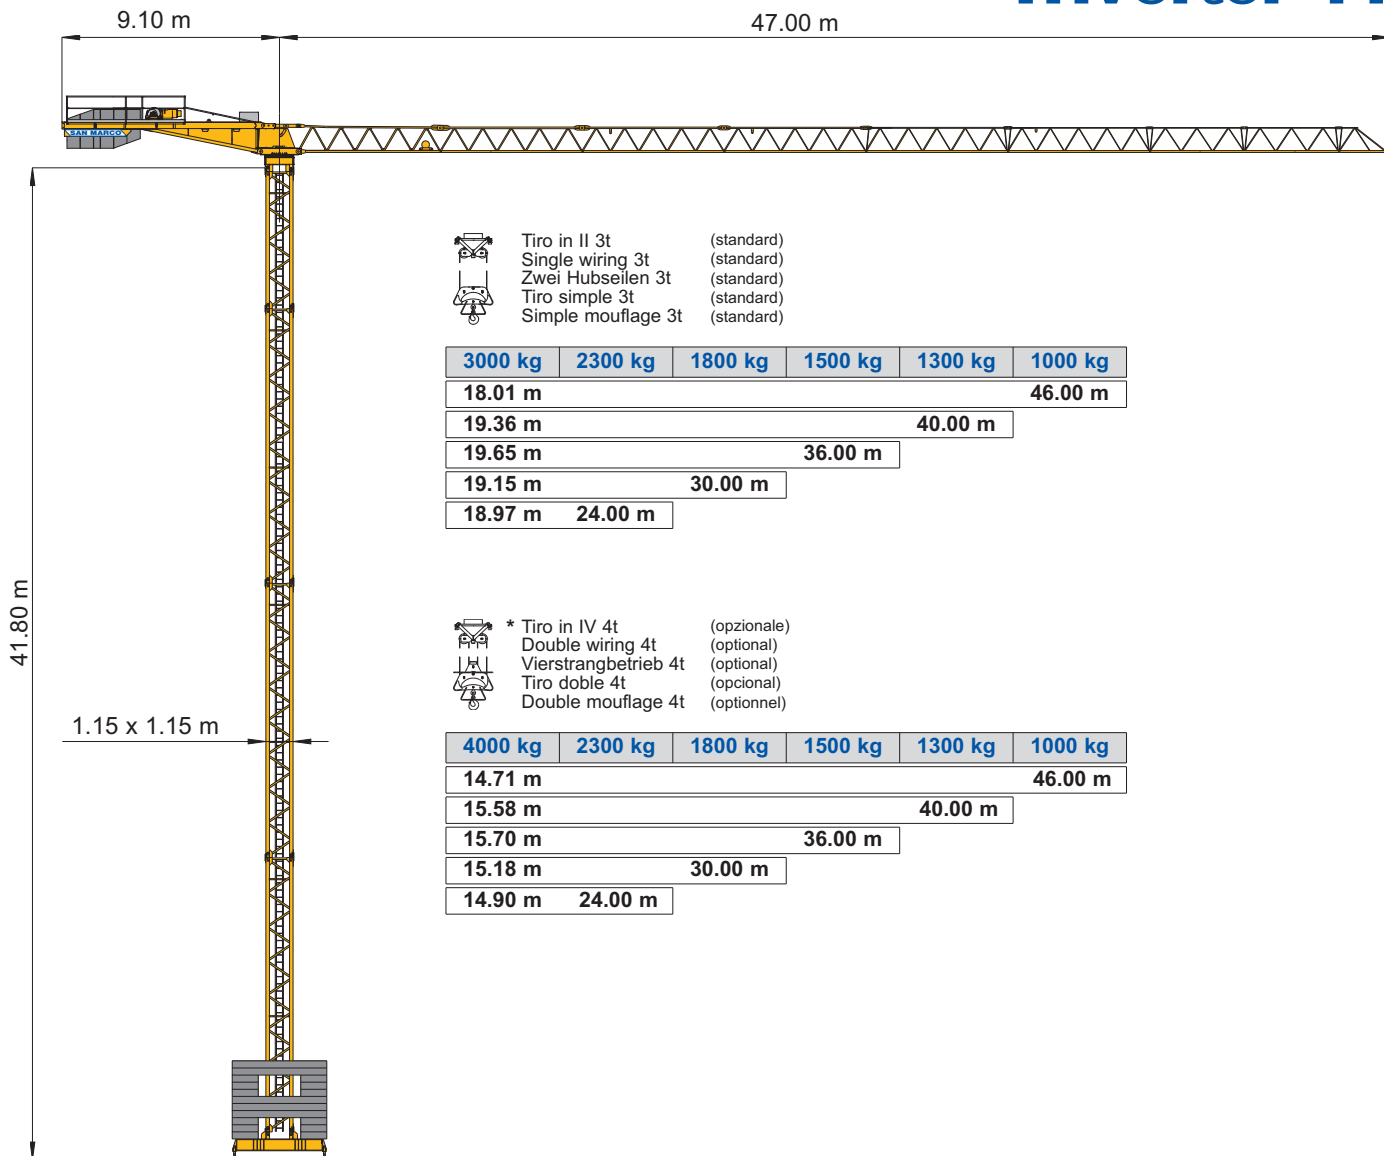 9.10 m
47.00 m
SAN MARCO
Tiro in II 3t (standard)
Single wiring 3t (standard)
Zwei Hubseilen 3t (standard)
Tiro simple 3t (standard)
Simple mouflage 3t (standard)
3000 kg 2300 kg 1800 kg 1500 kg 1300 kg 1000 kg
18.01 m 46.00 m
19.36 m 40.00 m
19.65 m 36.00 m
19.15 m 30.00 m
18.97 m 24.00 m
41.80 m
* Tiro in IV 4t (opzionale)
Double wiring 4t (optional)
Vierstrangbetrieb 4t (optional)
Tiro doble 4t (opcional)
Double mouflage 4t (optionnel)
1.15 x 1.15 m
4000 kg 2300 kg 1800 kg 1500 kg 1300 kg 1000 kg
14.71 m 46.00 m
15.58 m 40.00 m
15.70 m 36.00 m
15.18 m 30.00 m
14.90 m 24.00 m